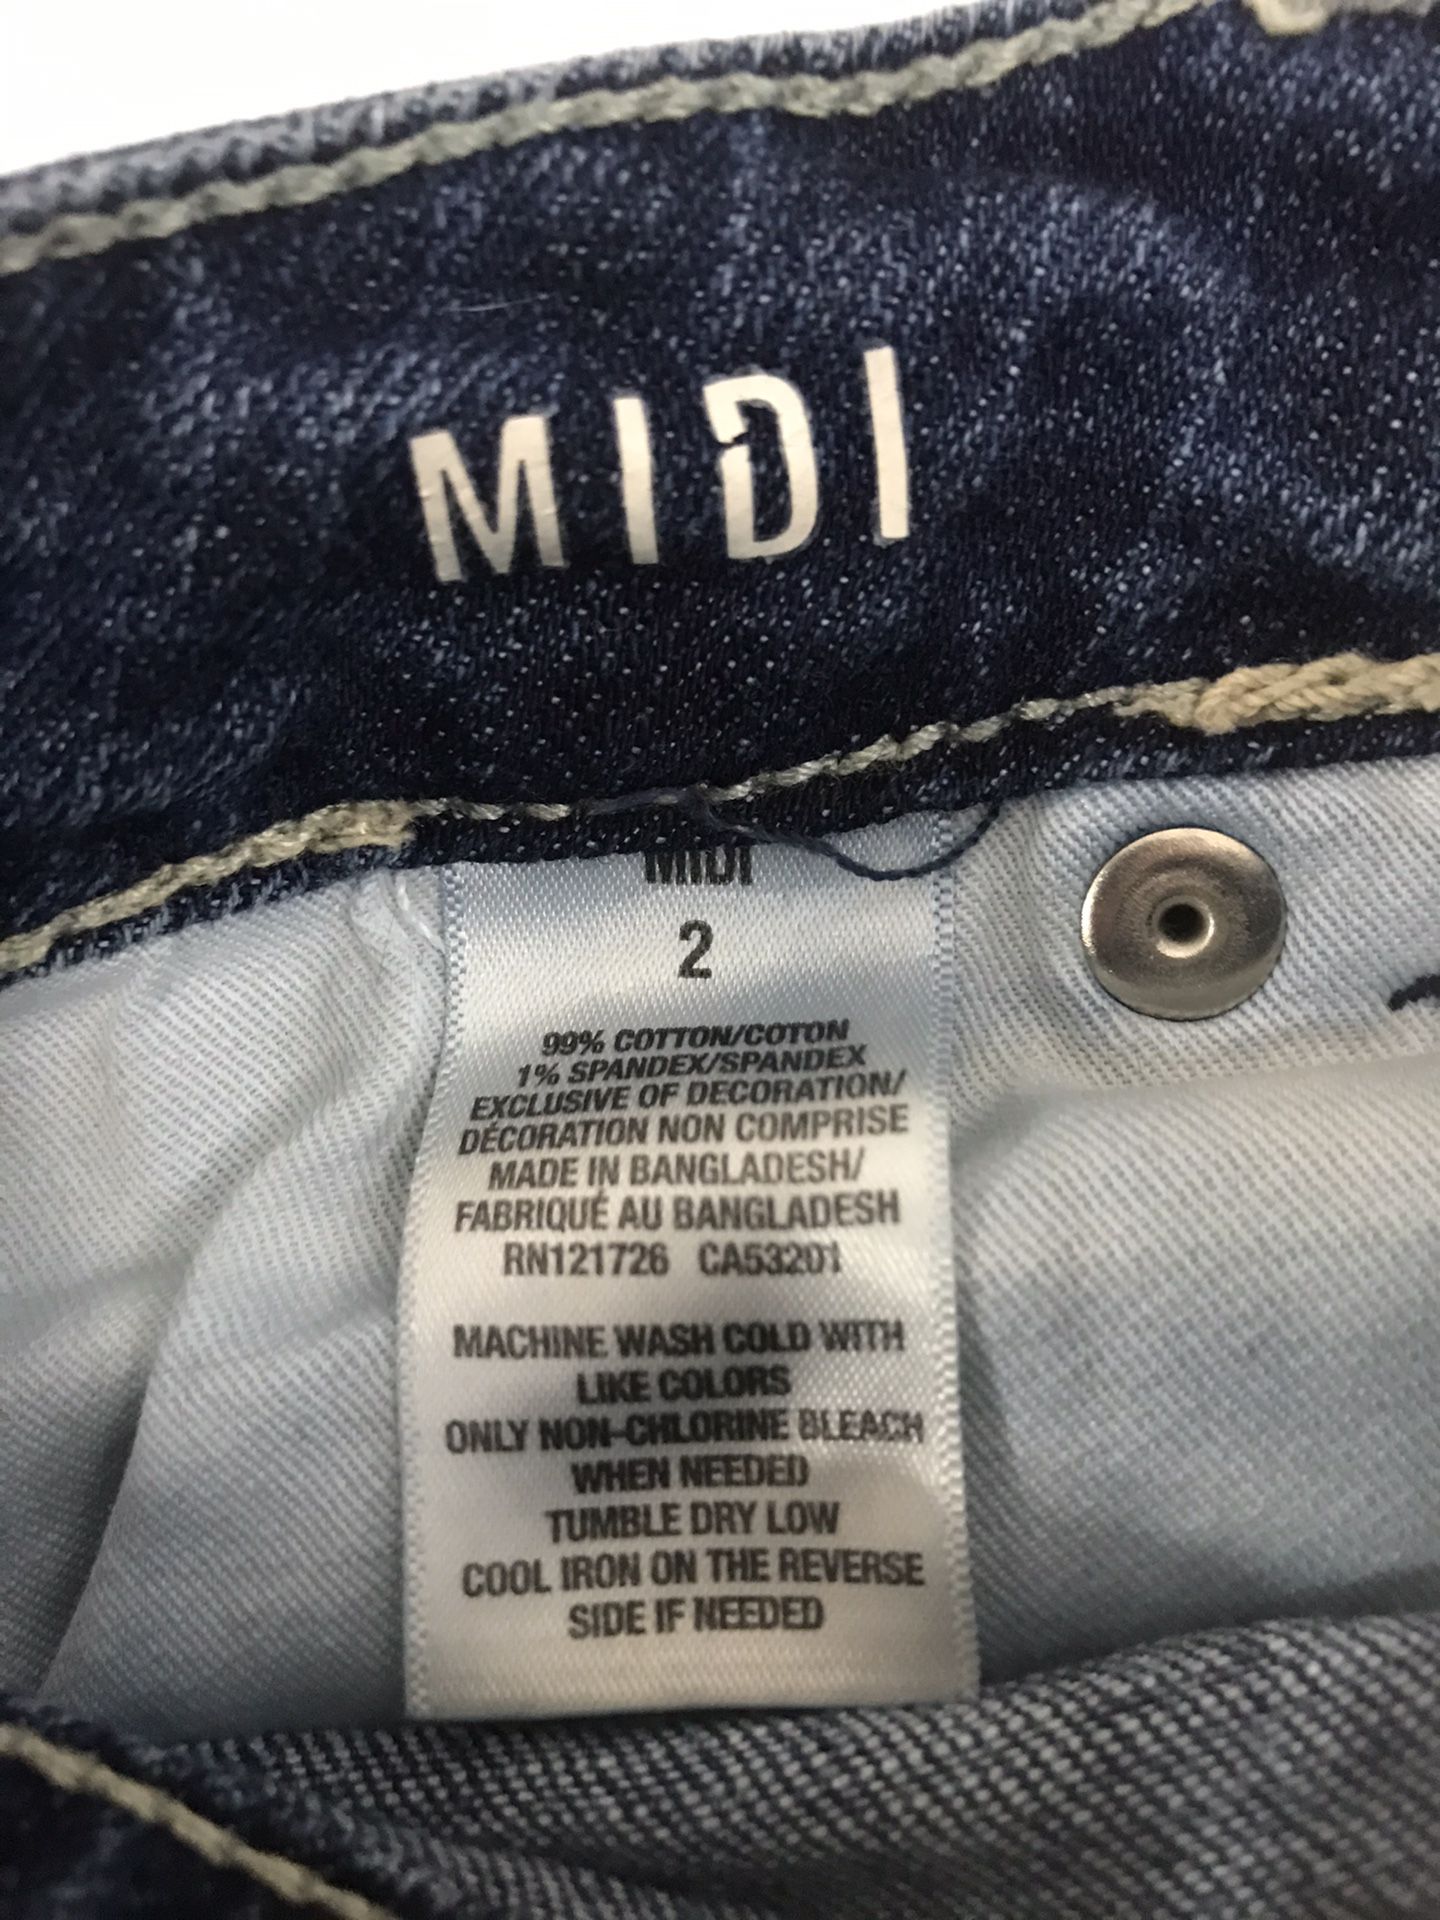 MIDI
MIDI
2
99% COTTON/COTON
1% SPANDEX/SPANDEX
EXCLUSIVE OF DECORATION/
DÉCORATION NON COMPRISE
MADE IN BANGLADESH/
FABRIQUÉ AU BANGLADESH
RN121726 CA53201
MACHINE WASH COLD WITH
LIKE COLORS
ONLY NON-CHLORINE BLEACH
WHEN NEEDED
TUMBLE DRY LOW
COOL IRON ON THE REVERSE
SIDE IF NEEDED